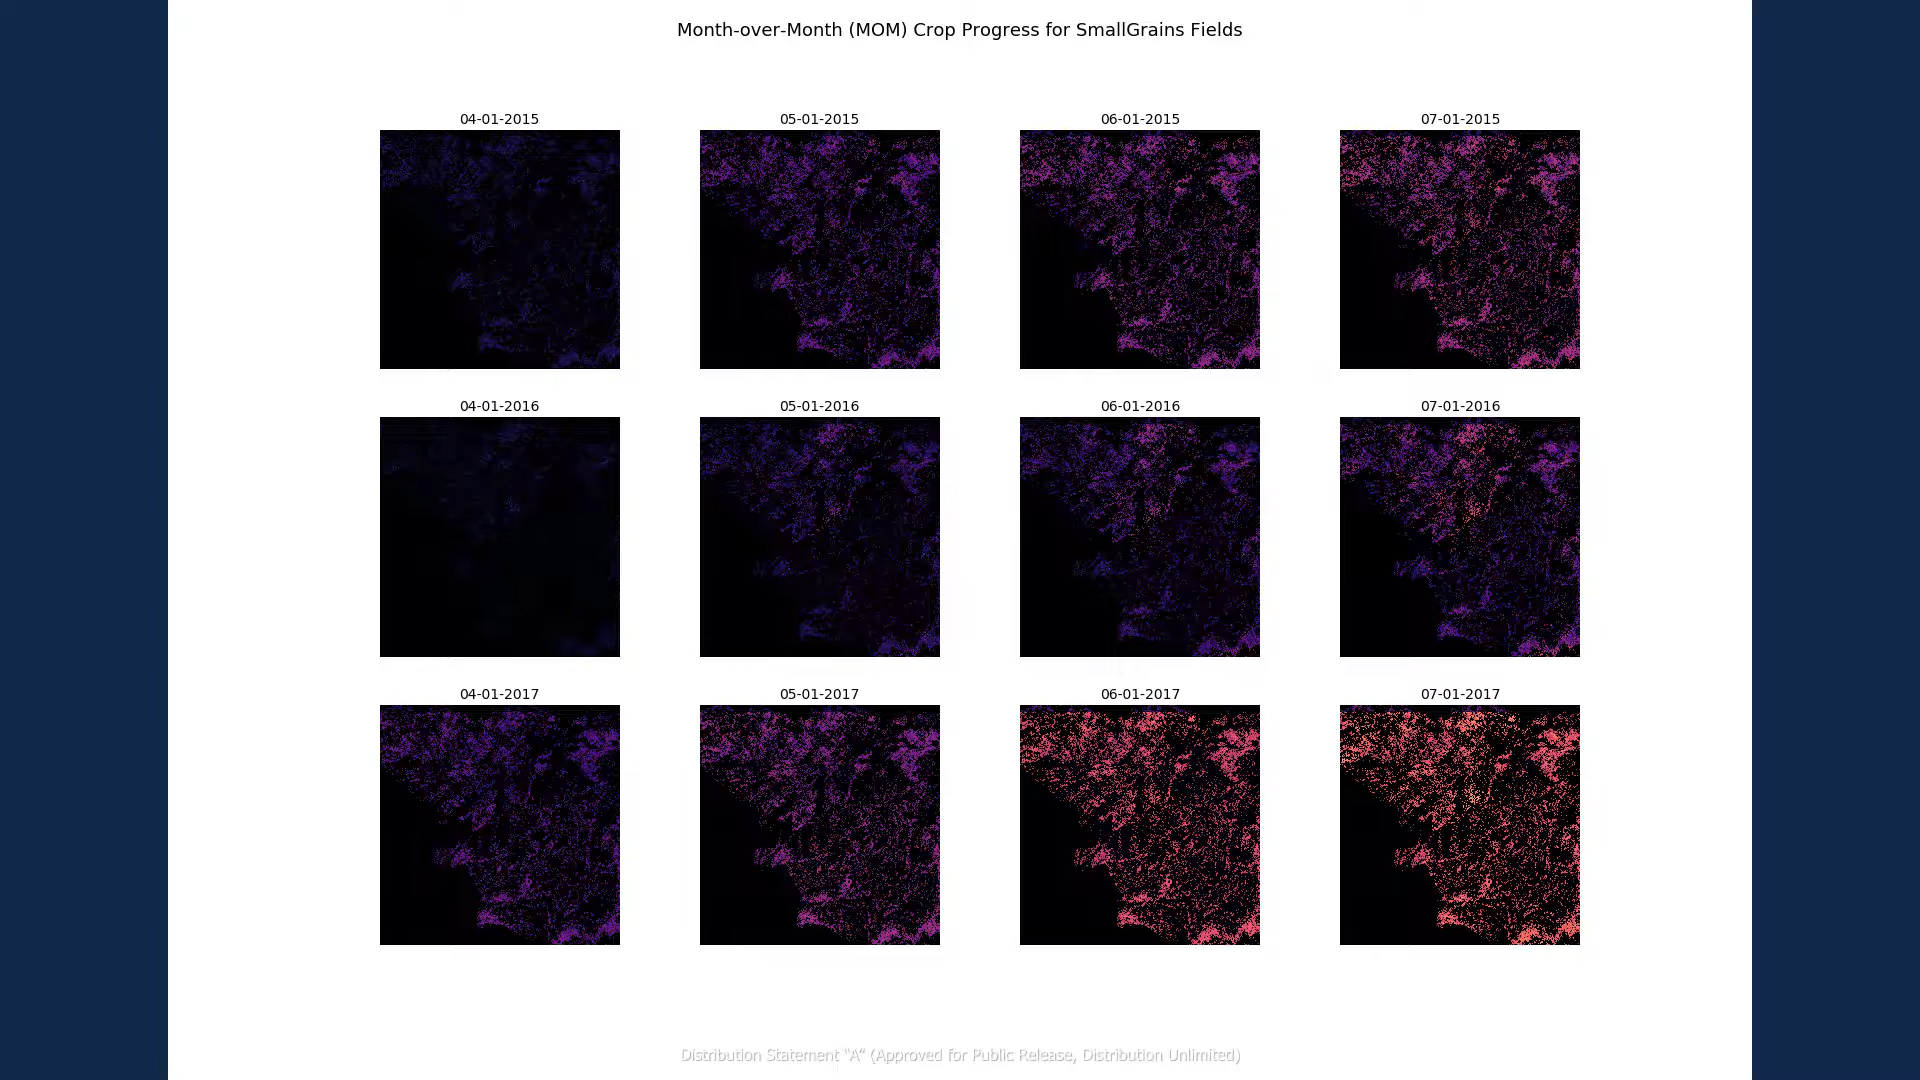 Month-over-Month (MOM) Crop Progress for SmallGrains Fields
04-01-2015 05-01-2015 06-01-2015 07-01-2015
04-01-2016 05-01-2016 06-01-2016 07-01-2016
04-01-2017 05-01-2017 06-01-2017 07-01-2017
Distribution Statement "A" (Approved for Public Release, Distribution Unlimited)